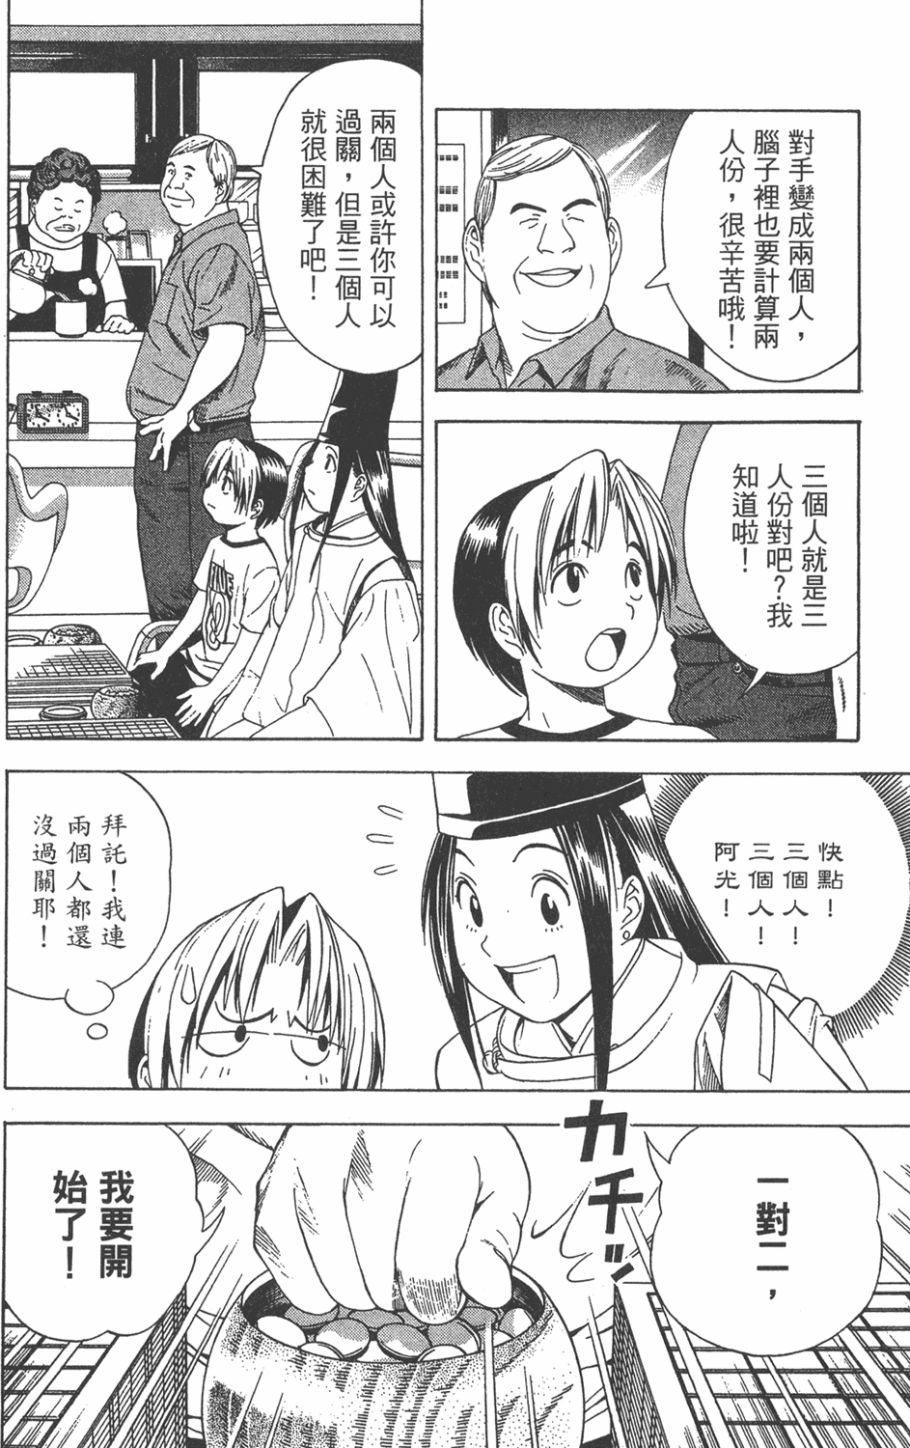 對手變成兩個人，
腦子裡也要計算兩
人份，很辛苦哦！
兩個人或許你可以
過關，但是三個人
就很困難了吧！
三個人就是三
人份對吧？我
知道啦！
快點！
三個人！
三個人！
阿光！
拜託！我連
兩個人都還
沒過關耶！
一對二，
カチッ
我要開
始了！